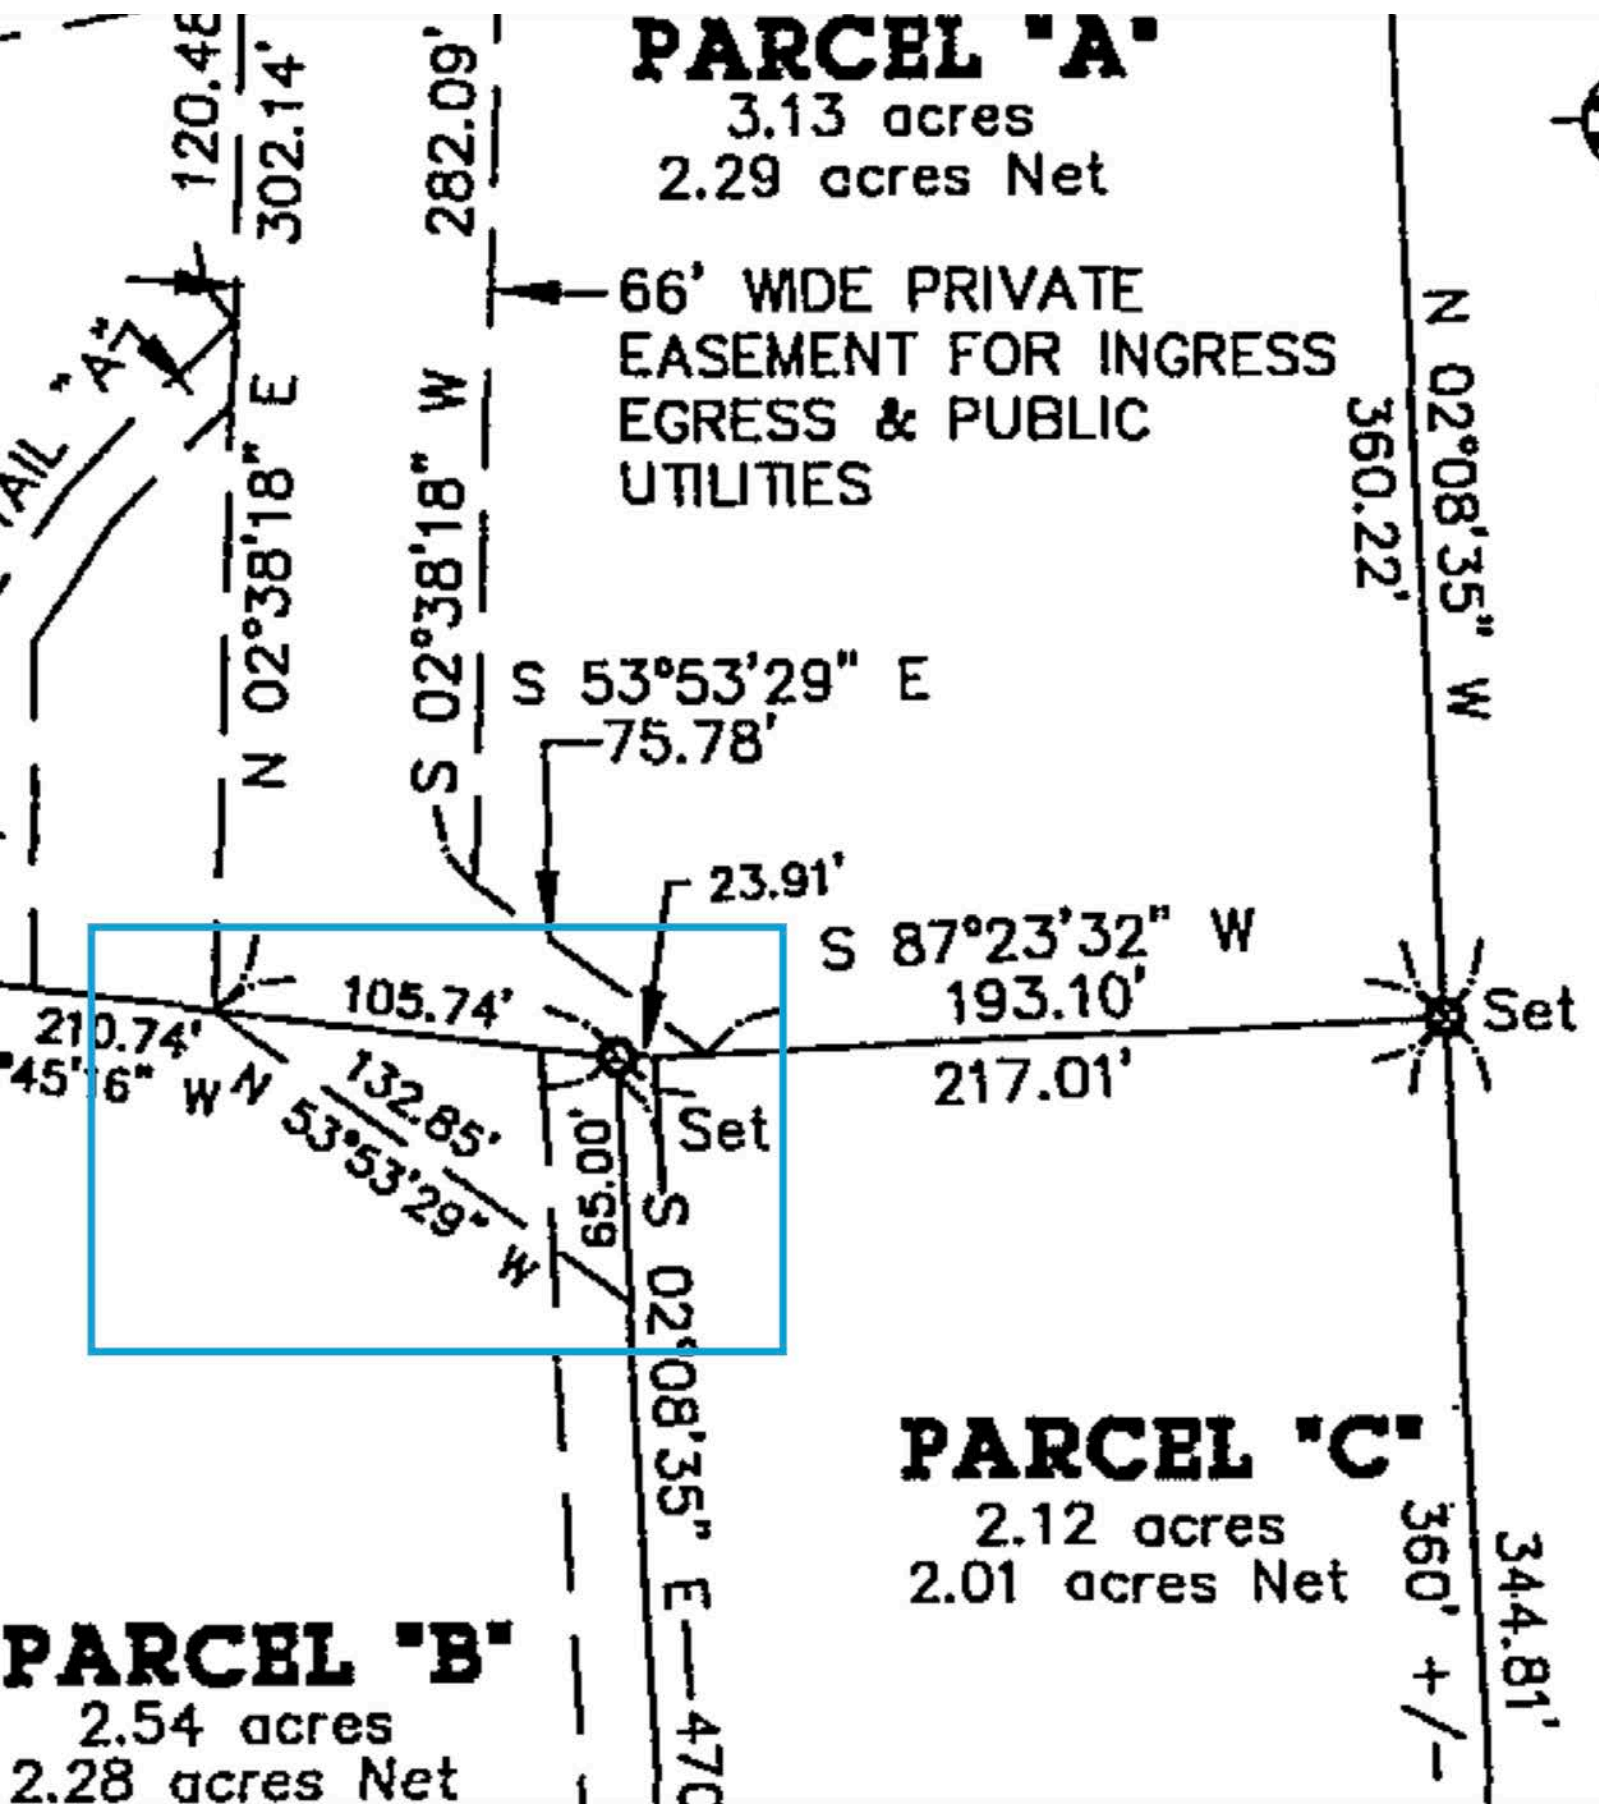 120.48
302.14'
282.09'
PARCEL "A"
3.13 acres
2.29 acres Net
66' WIDE PRIVATE
EASEMENT FOR INGRESS
EGRESS & PUBLIC
UTILITIES
"A"
N 02°38'18" E
S 02°38'18" W
N 02°08'35" W
360.22'
S 53°53'29" E
75.78'
23.91'
S 87°23'32" W
193.10'
217.01'
Set
105.74'
210.74'
°45'16" W
132.85'
N 53°53'29" W
65.00'
Set
S 02°08'35" E—470
PARCEL "C"
2.12 acres
2.01 acres Net
360' +/-
344.81'
PARCEL "B"
2.54 acres
2.28 acres Net